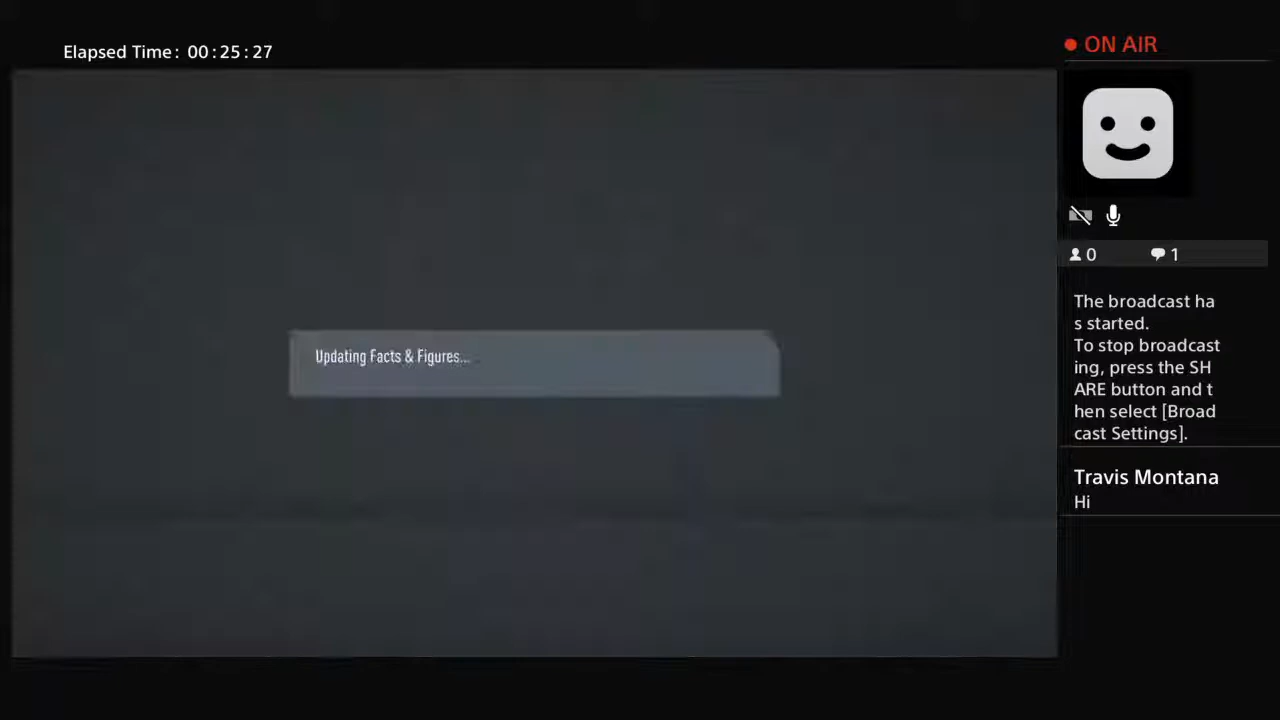 Elapsed Time: 00:25:27
ON AIR
0 1
Updating Facts & Figures...
The broadcast ha
s started.
To stop broadcast
ing, press the SH
ARE button and t
hen select [Broad
cast Settings].
Travis Montana
Hi